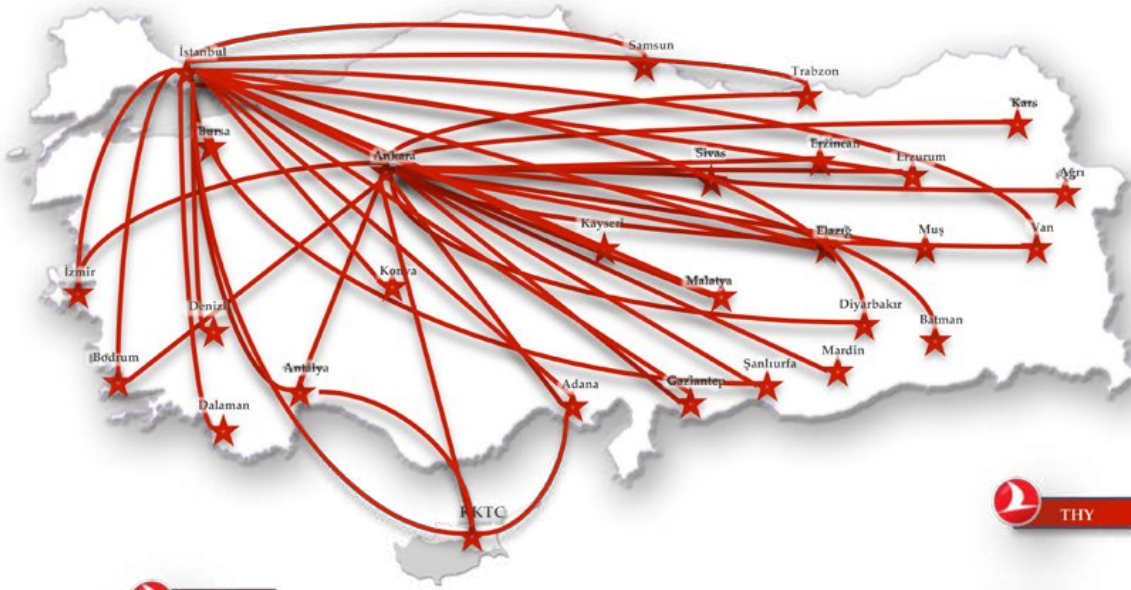 İstanbul
Samsun
Trabzon
Kars
Bursa
Ankara
Sivas
Erzincan
Erzurum
Ağrı
Kayseri
Elazığ
Muş
Van
İzmir
Konya
Malatya
Denizli
Diyarbakır
Batman
Bodrum
Antalya
Adana
Gaziantep
Şanlıurfa
Mardin
Dalaman
KKTC
THY